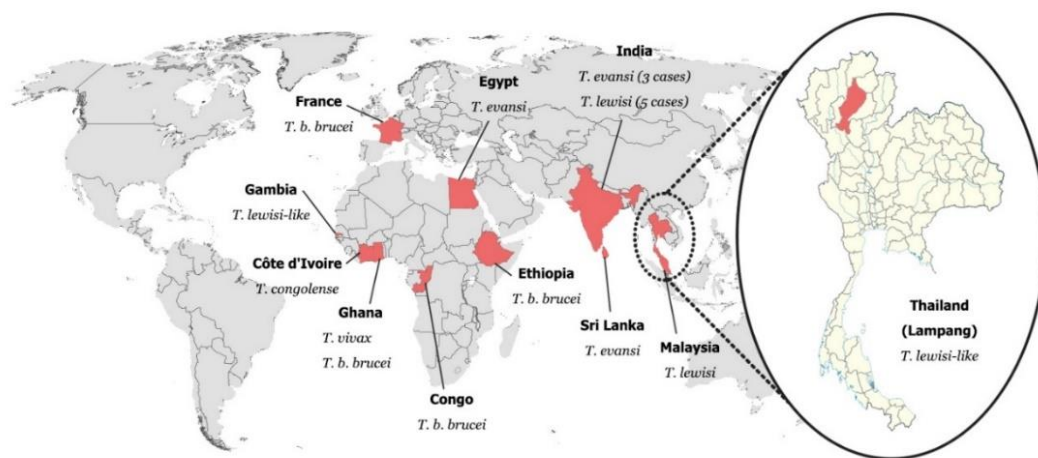 India
T. evansi (3 cases)
T. lewisi (5 cases)
Egypt
T. evansi
France
T. b. brucei
Gambia
T. lewisi-like
Côte d'Ivoire
T. congolense
Ghana
T. vivax
T. b. brucei
Congo
T. b. brucei
Ethiopia
T. b. brucei
Sri Lanka
T. evansi
Malaysia
T. lewisi
Thailand
(Lampang)
T. lewisi-like